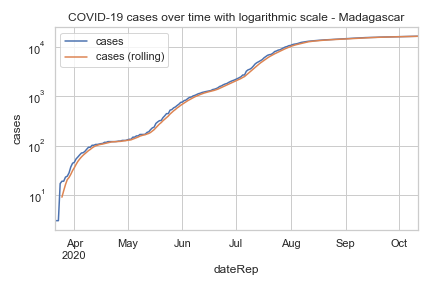 COVID-19 cases over time with logarithmic scale - Madagascar
cases
cases (rolling)
10⁴
10³
10²
10¹
cases
Apr
2020
May
Jun
Jul
Aug
Sep
Oct
dateRep